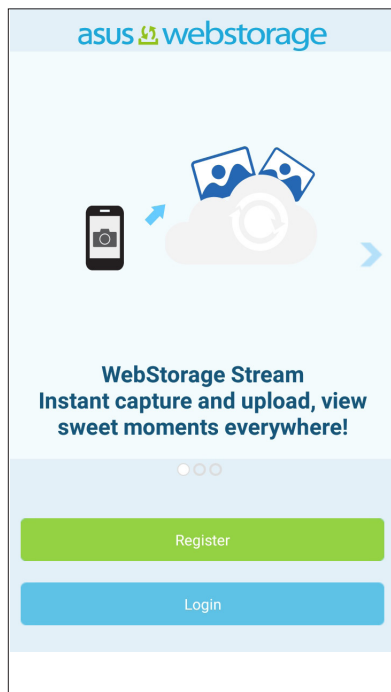 asus webstorage
WebStorage Stream
Instant capture and upload, view
sweet moments everywhere!
Register
Login